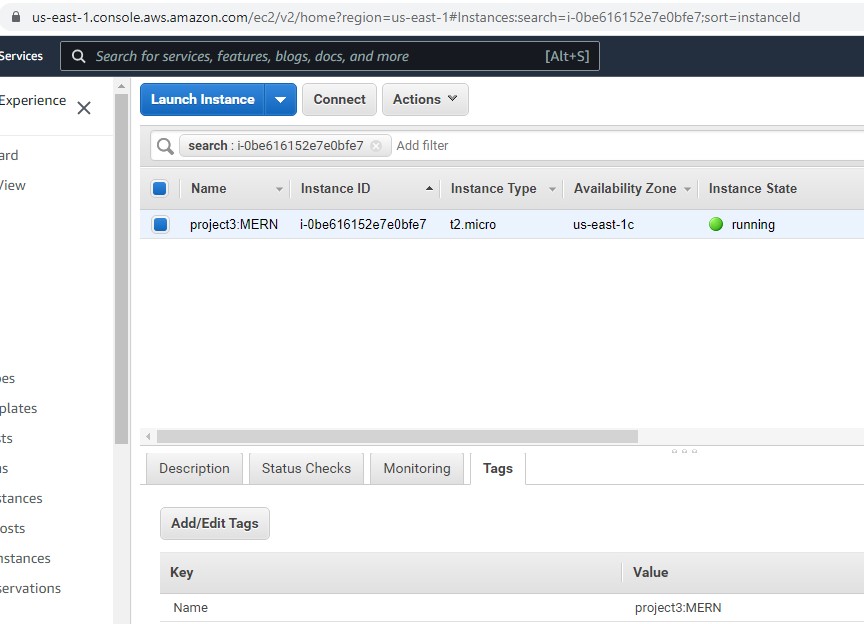 us-east-1.console.aws.amazon.com/ec2/v2/home?region=us-east-1#Instances:search=i-0be616152e7e0bfe7;sort=instanceId
Services
Search for services, features, blogs, docs, and more [Alt+S]
Experience
Launch Instance Connect Actions
search : i-0be616152e7e0bfe7 Add filter
ard
View
Name Instance ID Instance Type Availability Zone Instance State
project3:MERN i-0be616152e7e0bfe7 t2.micro us-east-1c running
es
plates
ts
s
stances
osts
nstances
servations
Description Status Checks Monitoring Tags
Add/Edit Tags
Key Value
Name project3:MERN